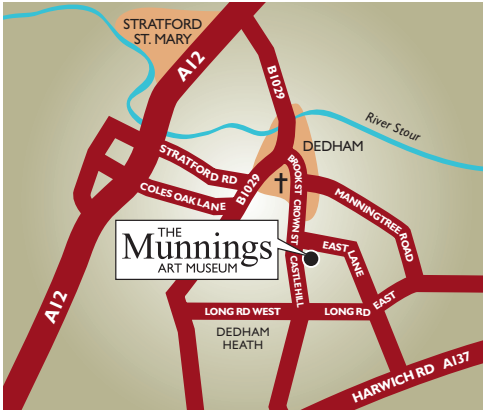 STRATFORD
ST. MARY
A12
B1029
River Stour
DEDHAM
STRATFORD RD
COLES OAK LANE
B1029
BROOK ST
CROWN ST
MANNINGTREE ROAD
THE
Munnings
ART MUSEUM
EAST LANE
CASTLE HILL
A12
LONG RD WEST
LONG RD EAST
DEDHAM
HEATH
HARWICH RD A137